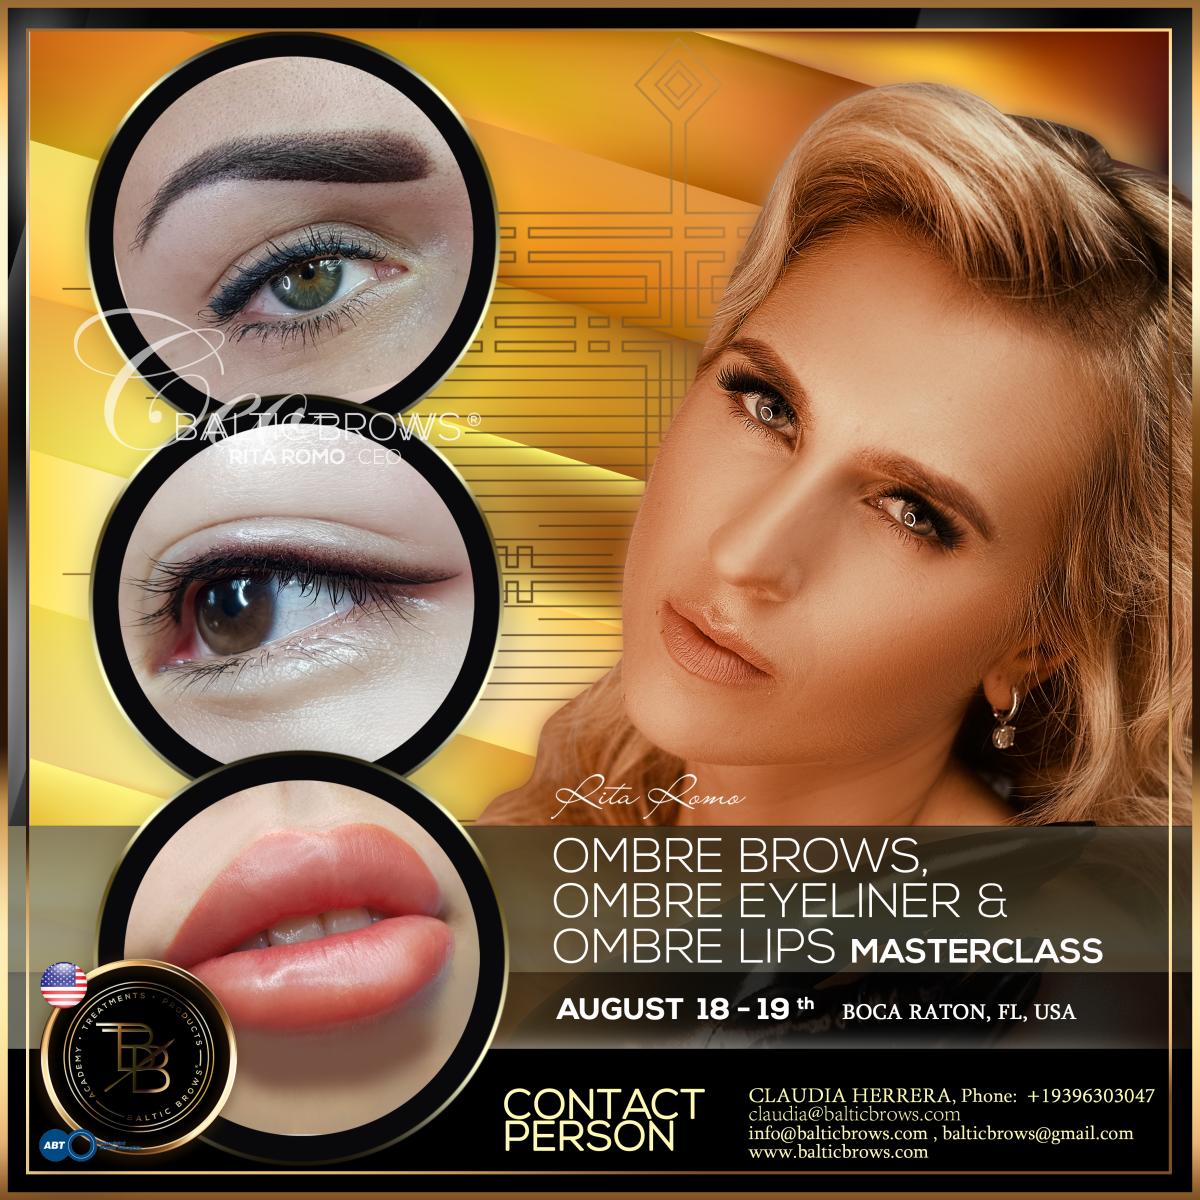 Ceo
BALTIC BROWS®
RITA ROMO CEO
Rita Romo
OMBRE BROWS,
OMBRE EYELINER &
OMBRE LIPS MASTERCLASS
AUGUST 18 - 19 th BOCA RATON, FL, USA
ACADEMY • TREATMENTS • PRODUCTS
BALTIC BROWS®
ABT
CONTACT
PERSON
CLAUDIA HERRERA, Phone: +19396303047
claudia@balticbrows.com
info@balticbrows.com , balticbrows@gmail.com
www.balticbrows.com